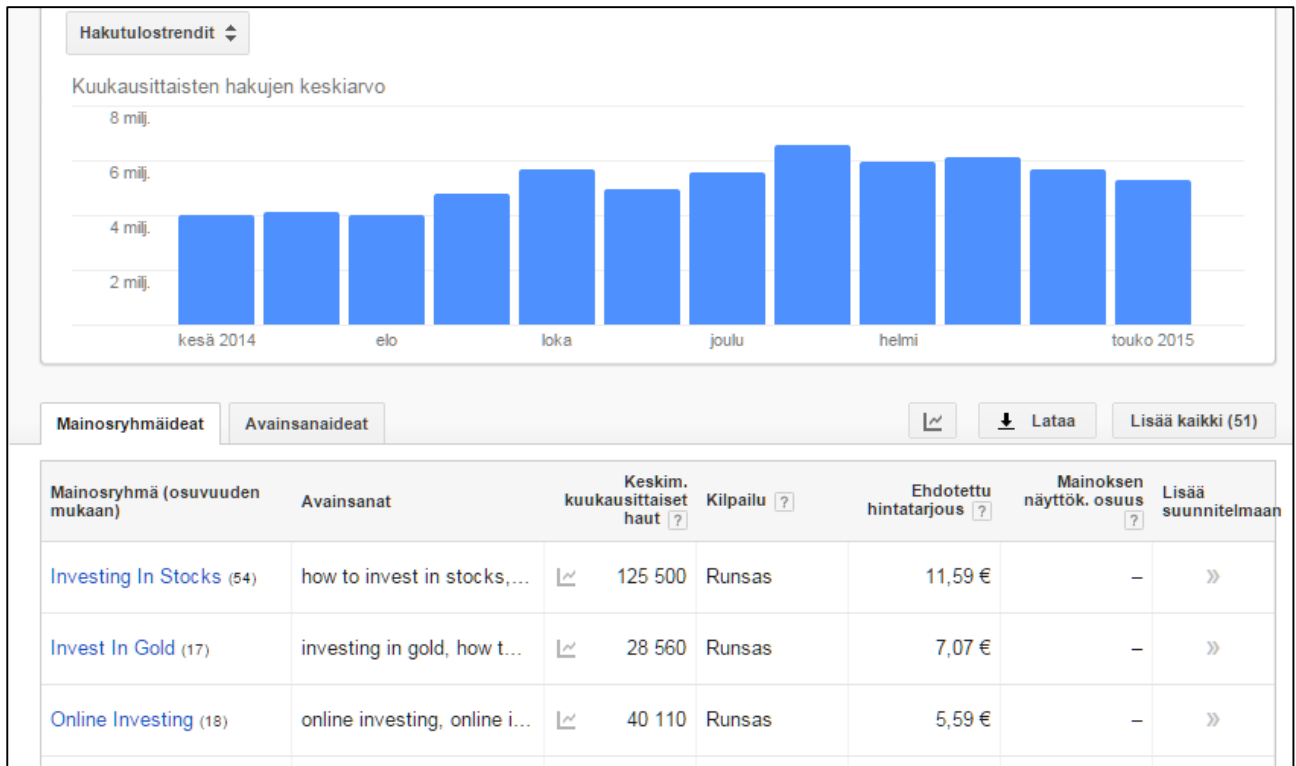 Hakutulostrendit
Kuukausittaisten hakujen keskiarvo
8 milj.
6 milj.
4 milj.
2 milj.
kesä 2014 elo loka joulu helmi touko 2015
Mainosryhmäideat Avainsanaideat Lataa Lisää kaikki (51)
Mainosryhmä (osuvuuden mukaan) Avainsanat Keskim. kuukausittaiset haut ? Kilpailu ? Ehdotettu hintatarjous ? Mainoksen näyttök. osuus ? Lisää suunnitelmaan
Investing In Stocks (54) how to invest in stocks,... 125 500 Runsas 11,59 € – »
Invest In Gold (17) investing in gold, how t... 28 560 Runsas 7,07 € – »
Online Investing (18) online investing, online i... 40 110 Runsas 5,59 € – »